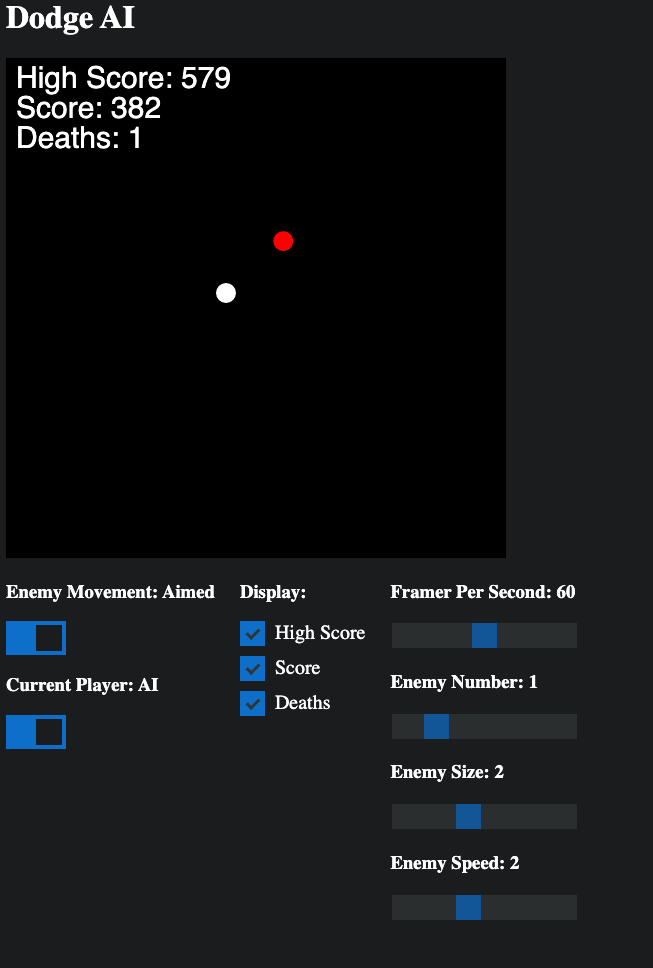 Dodge AI
High Score: 579
Score: 382
Deaths: 1
Enemy Movement: Aimed
Current Player: AI
Display:
High Score
Score
Deaths
Framer Per Second: 60
Enemy Number: 1
Enemy Size: 2
Enemy Speed: 2